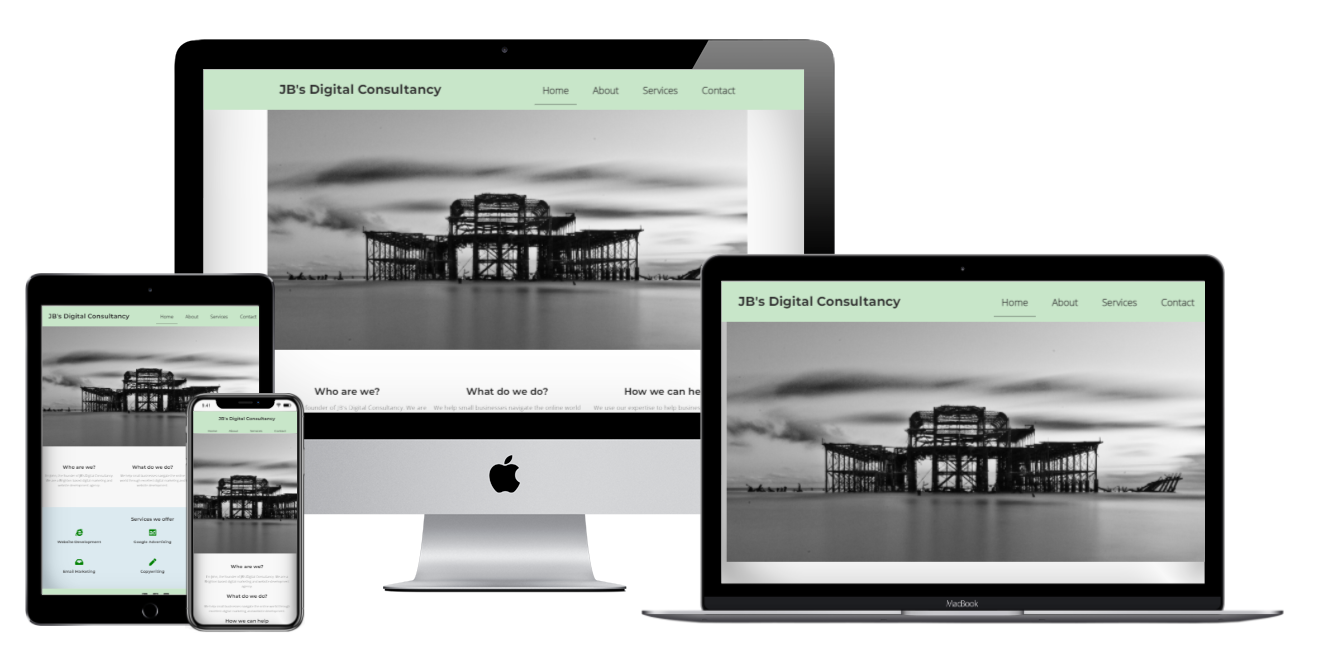 JB's Digital Consultancy
Home About Services Contact
Who are we? What do we do? How we can he
founder of JB's Digital Consultancy. We are We help small businesses navigate the online world We use our expertise to help busines
JB's Digital Consultancy
Home About Services Contact
MacBook
JB's Digital Consultancy
Home About Services Contact
Who are we? What do we do?
Services we offer
Website Development Google Advertising
Email Marketing Copywriting
9:41
JB's Digital Consultancy
Home About Services Contact
Who are we?
What do we do?
How we can help